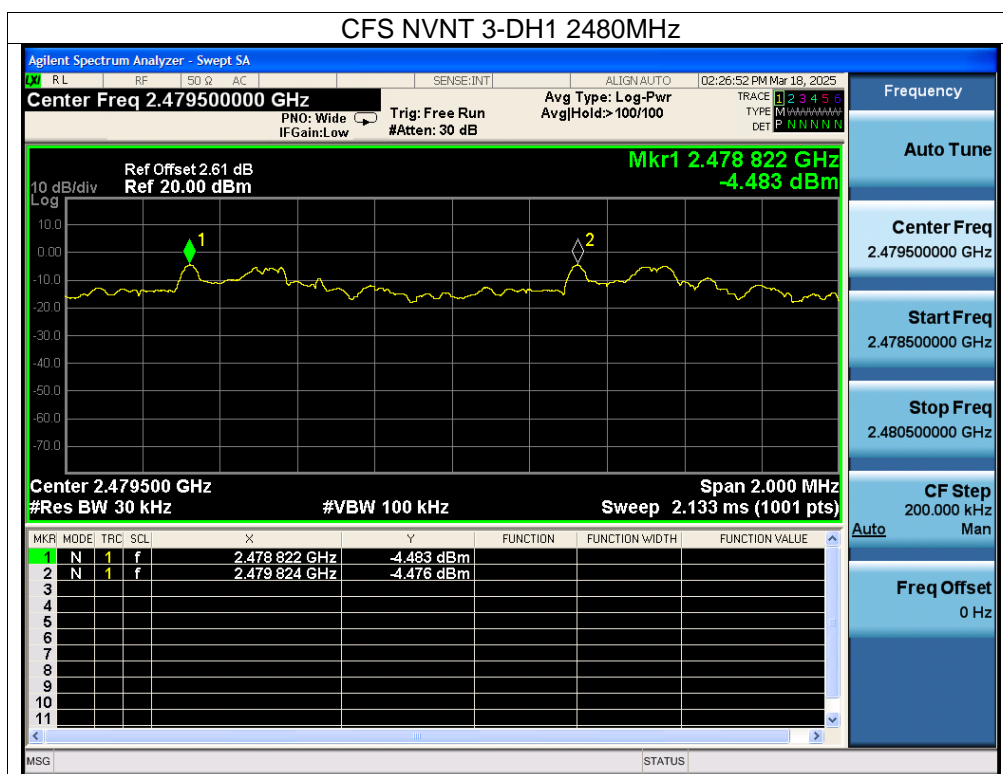 CFS NVNT 3-DH1 2480MHz
Agilent Spectrum Analyzer - Swept SA
LXI RL RF 50 Ω AC SENSE:INT ALIGN AUTO 02:26:52 PM Mar 18, 2025
Center Freq 2.479500000 GHz
PNO: Wide
IFGain:Low
Trig: Free Run
#Atten: 30 dB
Avg Type: Log-Pwr
Avg|Hold:>100/100
TRACE 1 2 3 4 5 6
TYPE M
DET P N N N N N
Ref Offset 2.61 dB
Mkr1 2.478 822 GHz
10 dB/div Ref 20.00 dBm -4.483 dBm
Log
10.0
0.00
-10.0
-20.0
-30.0
-40.0
-50.0
-60.0
-70.0
1
2
Center 2.479500 GHz Span 2.000 MHz
#Res BW 30 kHz #VBW 100 kHz Sweep 2.133 ms (1001 pts)
MKR MODE TRC SCL X Y FUNCTION FUNCTION WIDTH FUNCTION VALUE
1 N 1 f 2.478 822 GHz -4.483 dBm
2 N 1 f 2.479 824 GHz -4.476 dBm
3
4
5
6
7
8
9
10
11
MSG STATUS
Frequency
Auto Tune
Center Freq
2.479500000 GHz
Start Freq
2.478500000 GHz
Stop Freq
2.480500000 GHz
CF Step
200.000 kHz
Auto Man
Freq Offset
0 Hz